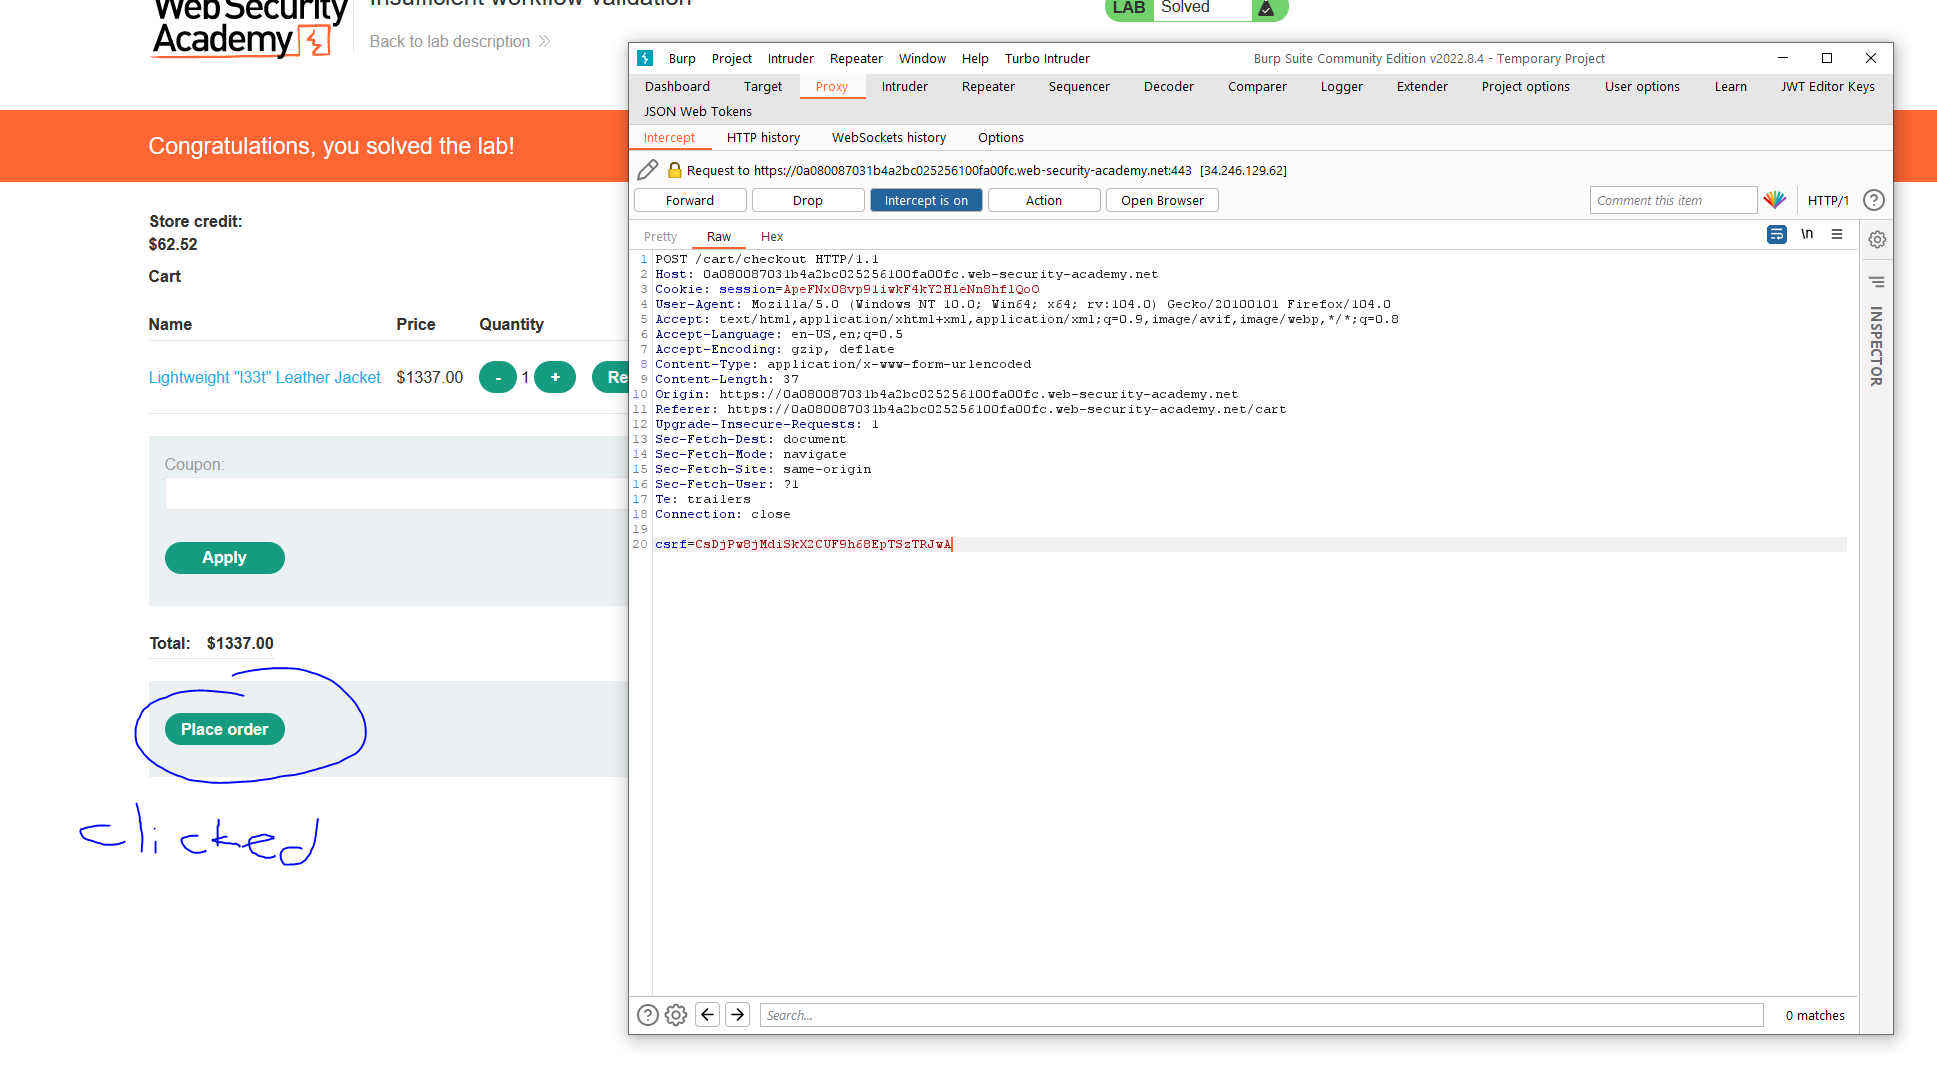 Web Security
Academy
Insufficient workflow validation
Back to lab description
LAB Solved
Congratulations, you solved the lab!
Store credit:
$62.52
Cart
Name Price Quantity
Lightweight "l33t" Leather Jacket $1337.00 - 1 + Re
Coupon:
Apply
Total: $1337.00
Place order
clicked
Burp Project Intruder Repeater Window Help Turbo Intruder Burp Suite Community Edition v2022.8.4 - Temporary Project
Dashboard Target Proxy Intruder Repeater Sequencer Decoder Comparer Logger Extender Project options User options Learn JWT Editor Keys
JSON Web Tokens
Intercept HTTP history WebSockets history Options
Request to https://0a080087031b4a2bc025256100fa00fc.web-security-academy.net:443 [34.246.129.62]
Forward Drop Intercept is on Action Open Browser Comment this item HTTP/1 ?
Pretty Raw Hex \n
1 POST /cart/checkout HTTP/1.1
2 Host: 0a080087031b4a2bc025256100fa00fc.web-security-academy.net
3 Cookie: session=
4 User-Agent: Mozilla/5.0 (Windows NT 10.0; Win64; x64; rv:104.0) Gecko/20100101 Firefox/104.0
5 Accept: text/html,application/xhtml+xml,application/xml;q=0.9,image/avif,image/webp,*/*;q=0.8
6 Accept-Language: en-US,en;q=0.5
7 Accept-Encoding: gzip, deflate
8 Content-Type: application/x-www-form-urlencoded
9 Content-Length: 37
10 Origin: https://0a080087031b4a2bc025256100fa00fc.web-security-academy.net
11 Referer: https://0a080087031b4a2bc025256100fa00fc.web-security-academy.net/cart
12 Upgrade-Insecure-Requests: 1
13 Sec-Fetch-Dest: document
14 Sec-Fetch-Mode: navigate
15 Sec-Fetch-Site: same-origin
16 Sec-Fetch-User: ?1
17 Te: trailers
18 Connection: close
19
20 csrf=CsDjPw8jMdiSkX2CUF9h68EpTSzTRJwA
INSPECTOR
? Search... 0 matches